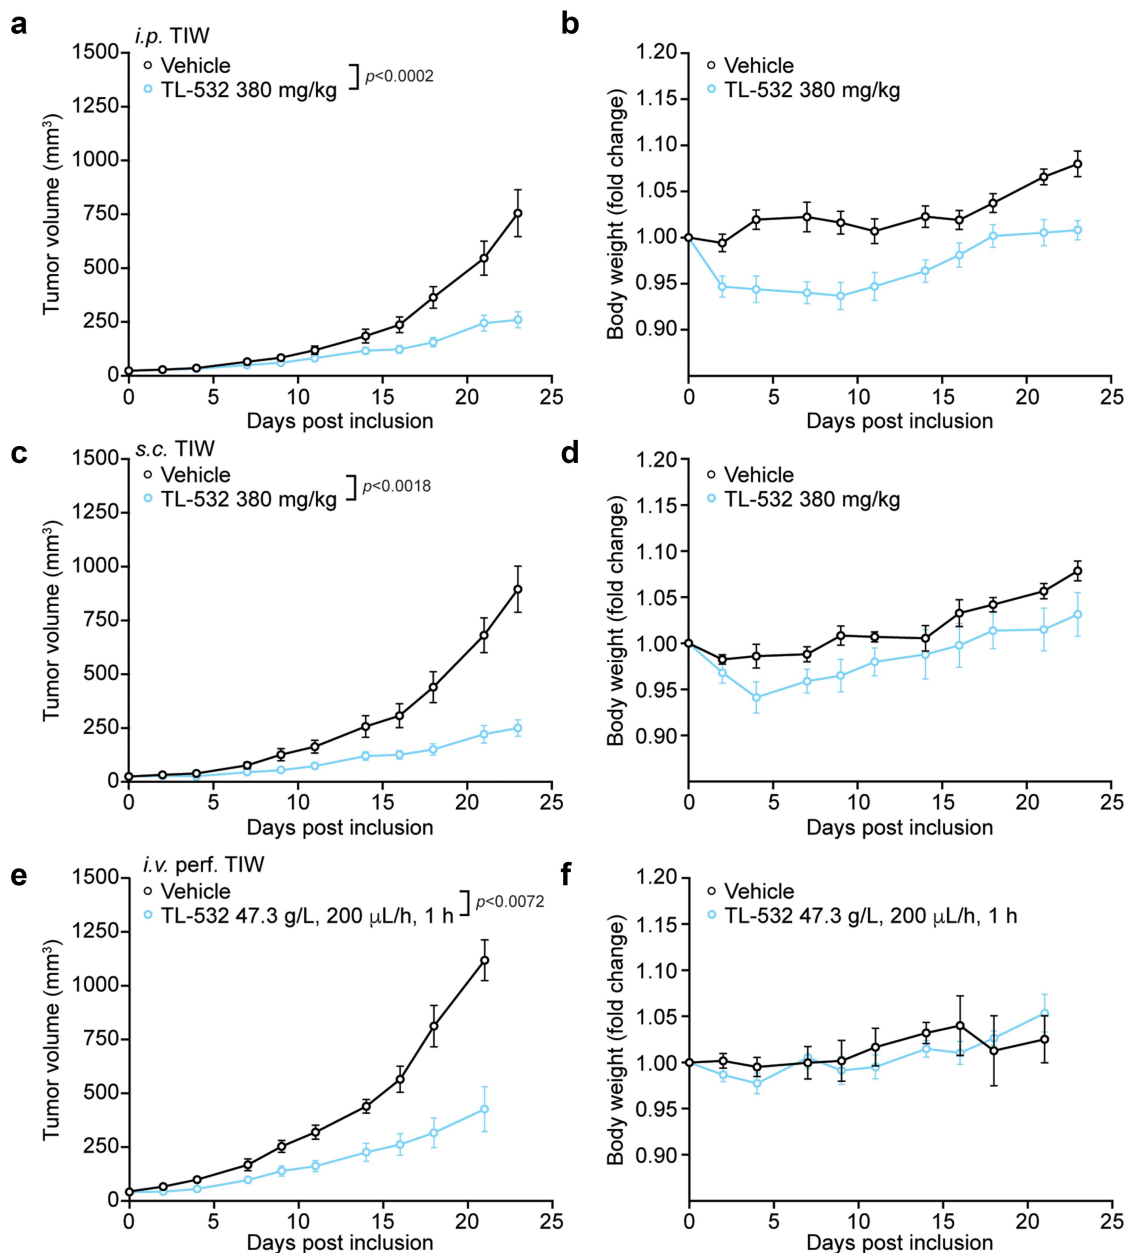 a
i.p. TIW
Vehicle
TL-532 380 mg/kg
p<0.0002
Tumor volume (mm³)
1500
1250
1000
750
500
250
0
0 5 10 15 20 25
Days post inclusion
b
Vehicle
TL-532 380 mg/kg
Body weight (fold change)
1.20
1.15
1.10
1.05
1.00
0.95
0.90
0 5 10 15 20 25
Days post inclusion
c
s.c. TIW
Vehicle
TL-532 380 mg/kg
p<0.0018
Tumor volume (mm³)
1500
1250
1000
750
500
250
0
0 5 10 15 20 25
Days post inclusion
d
Vehicle
TL-532 380 mg/kg
Body weight (fold change)
1.20
1.15
1.10
1.05
1.00
0.95
0.90
0 5 10 15 20 25
Days post inclusion
e
i.v. perf. TIW
Vehicle
TL-532 47.3 g/L, 200 μL/h, 1 h
p<0.0072
Tumor volume (mm³)
1500
1250
1000
750
500
250
0
0 5 10 15 20 25
Days post inclusion
f
Vehicle
TL-532 47.3 g/L, 200 μL/h, 1 h
Body weight (fold change)
1.20
1.15
1.10
1.05
1.00
0.95
0.90
0 5 10 15 20 25
Days post inclusion